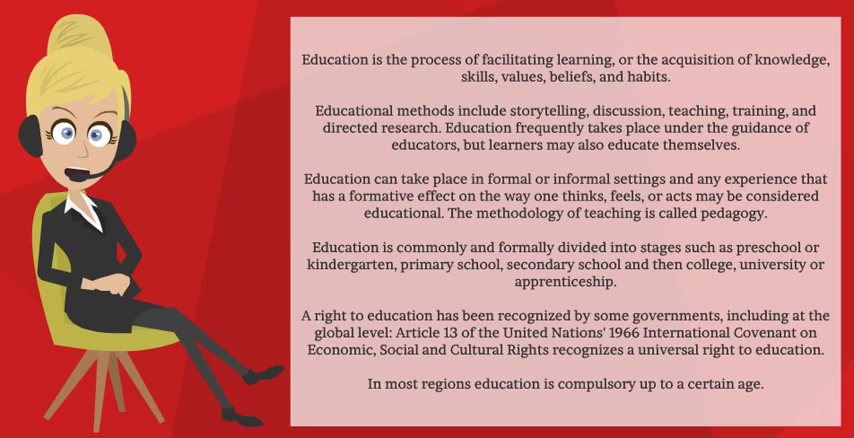 Education is the process of facilitating learning, or the acquisition of knowledge,
skills, values, beliefs, and habits.
Educational methods include storytelling, discussion, teaching, training, and
directed research. Education frequently takes place under the guidance of
educators, but learners may also educate themselves.
Education can take place in formal or informal settings and any experience that
has a formative effect on the way one thinks, feels, or acts may be considered
educational. The methodology of teaching is called pedagogy.
Education is commonly and formally divided into stages such as preschool or
kindergarten, primary school, secondary school and then college, university or
apprenticeship.
A right to education has been recognized by some governments, including at the
global level: Article 13 of the United Nations' 1966 International Covenant on
Economic, Social and Cultural Rights recognizes a universal right to education.
In most regions education is compulsory up to a certain age.